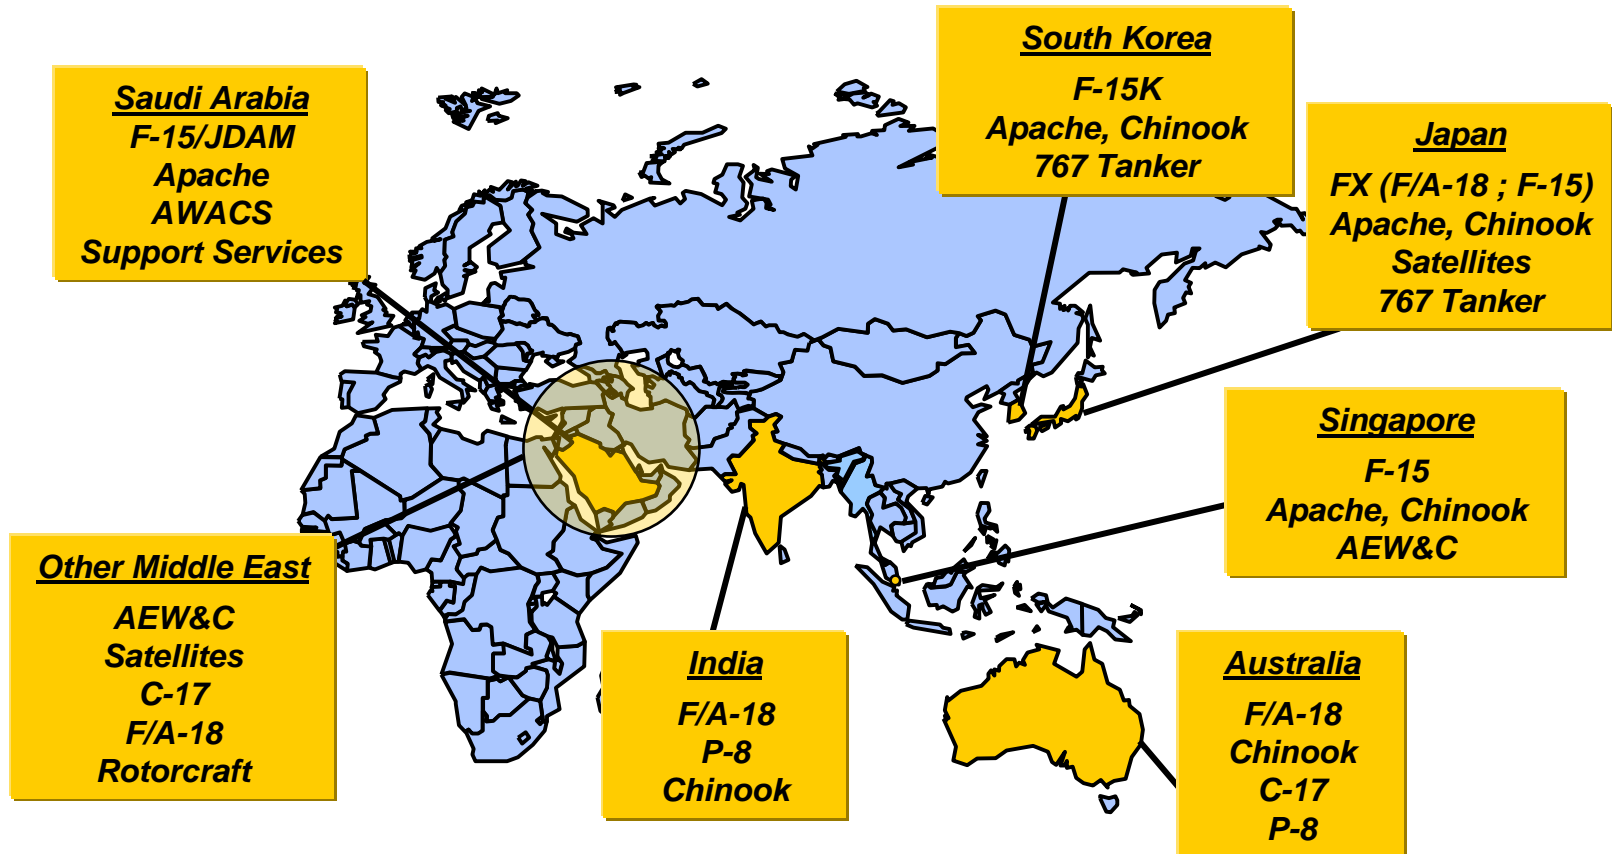 South Korea
F-15K
Apache, Chinook
767 Tanker
Saudi Arabia
F-15/JDAM
Apache
AWACS
Support Services
Japan
FX (F/A-18 ; F-15)
Apache, Chinook
Satellites
767 Tanker
Singapore
F-15
Apache, Chinook
AEW&C
Other Middle East
AEW&C
Satellites
C-17
F/A-18
Rotorcraft
India
F/A-18
P-8
Chinook
Australia
F/A-18
Chinook
C-17
P-8